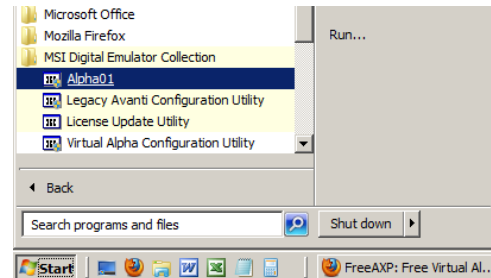 Microsoft Office
Mozilla Firefox
MSI Digital Emulator Collection
Alpha01
Legacy Avanti Configuration Utility
License Update Utility
Virtual Alpha Configuration Utility
Back
Search programs and files
Run...
Shut down
Start
FreeAXP: Free Virtual Al...